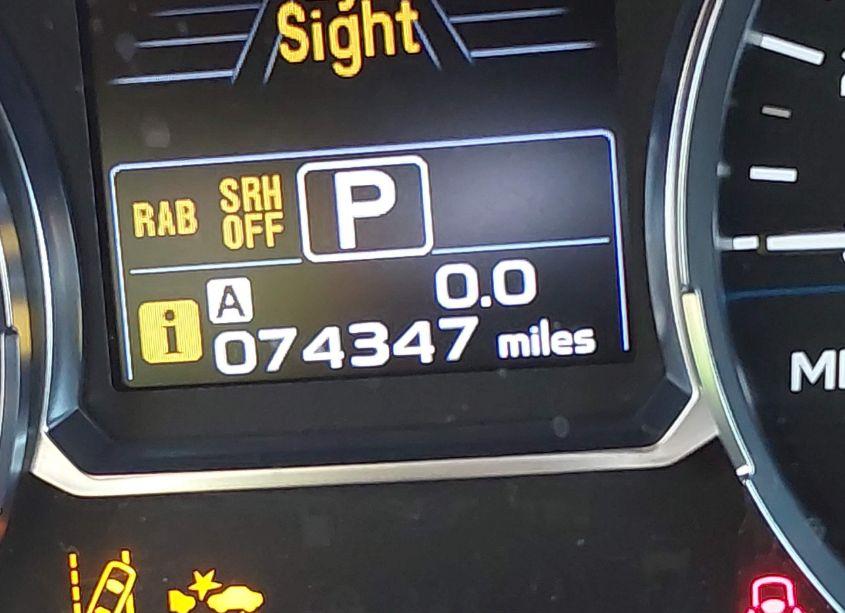 Sight
RAB SRH OFF P
A 0.0
i 074347 miles